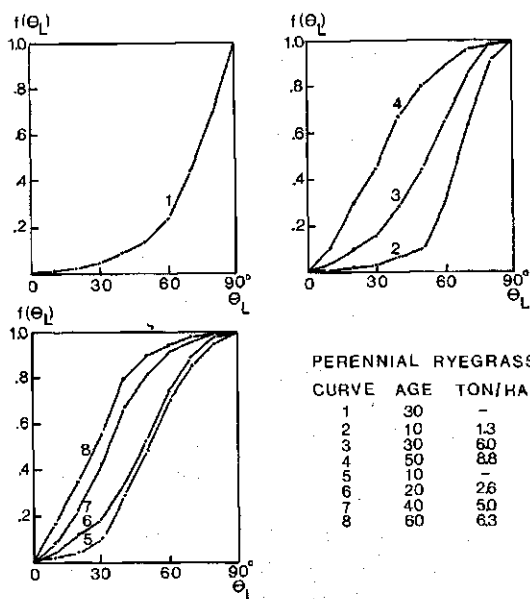 f(ΘL)
1.0
.8
.6
.4
.2
1
0 30 60 90°
ΘL
f(ΘL)
1.0
.8
.6
.4
.2
4
3
2
0 30 60 90°
ΘL
f(ΘL)
1.0
.8
.6
.4
.2
8
7
6
5
0 30 60 90°
ΘL
PERENNIAL RYEGRASS
CURVE AGE TON/HA
1 30 -
2 10 1.3
3 30 6.0
4 50 8.8
5 10 -
6 20 2.6
7 40 5.0
8 60 6.3